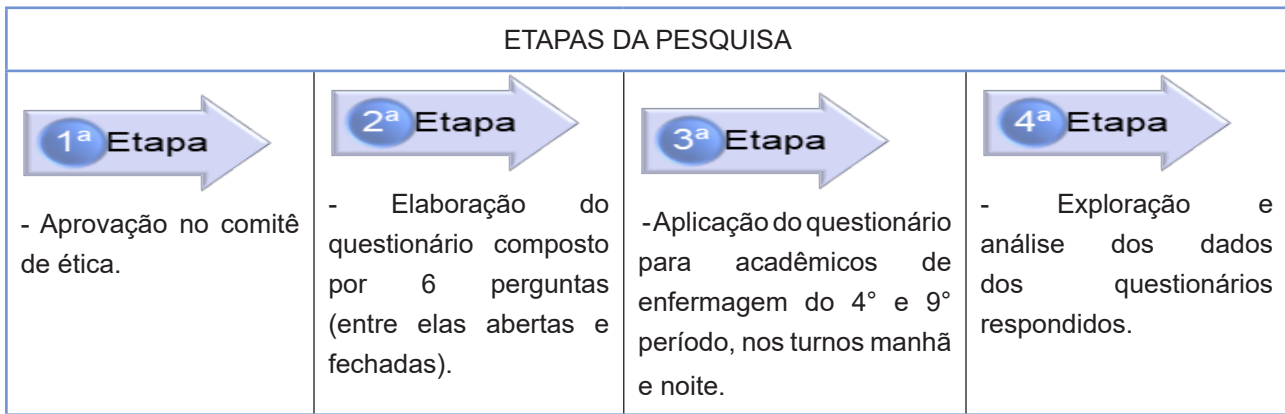 ETAPAS DA PESQUISA
1ª Etapa
- Aprovação no comitê
de ética.
2ª Etapa
- Elaboração do
questionário composto
por 6 perguntas
(entre elas abertas e
fechadas).
3ª Etapa
-Aplicação do questionário
para acadêmicos de
enfermagem do 4° e 9°
período, nos turnos manhã
e noite.
4ª Etapa
- Exploração e
análise dos dados
dos questionários
respondidos.